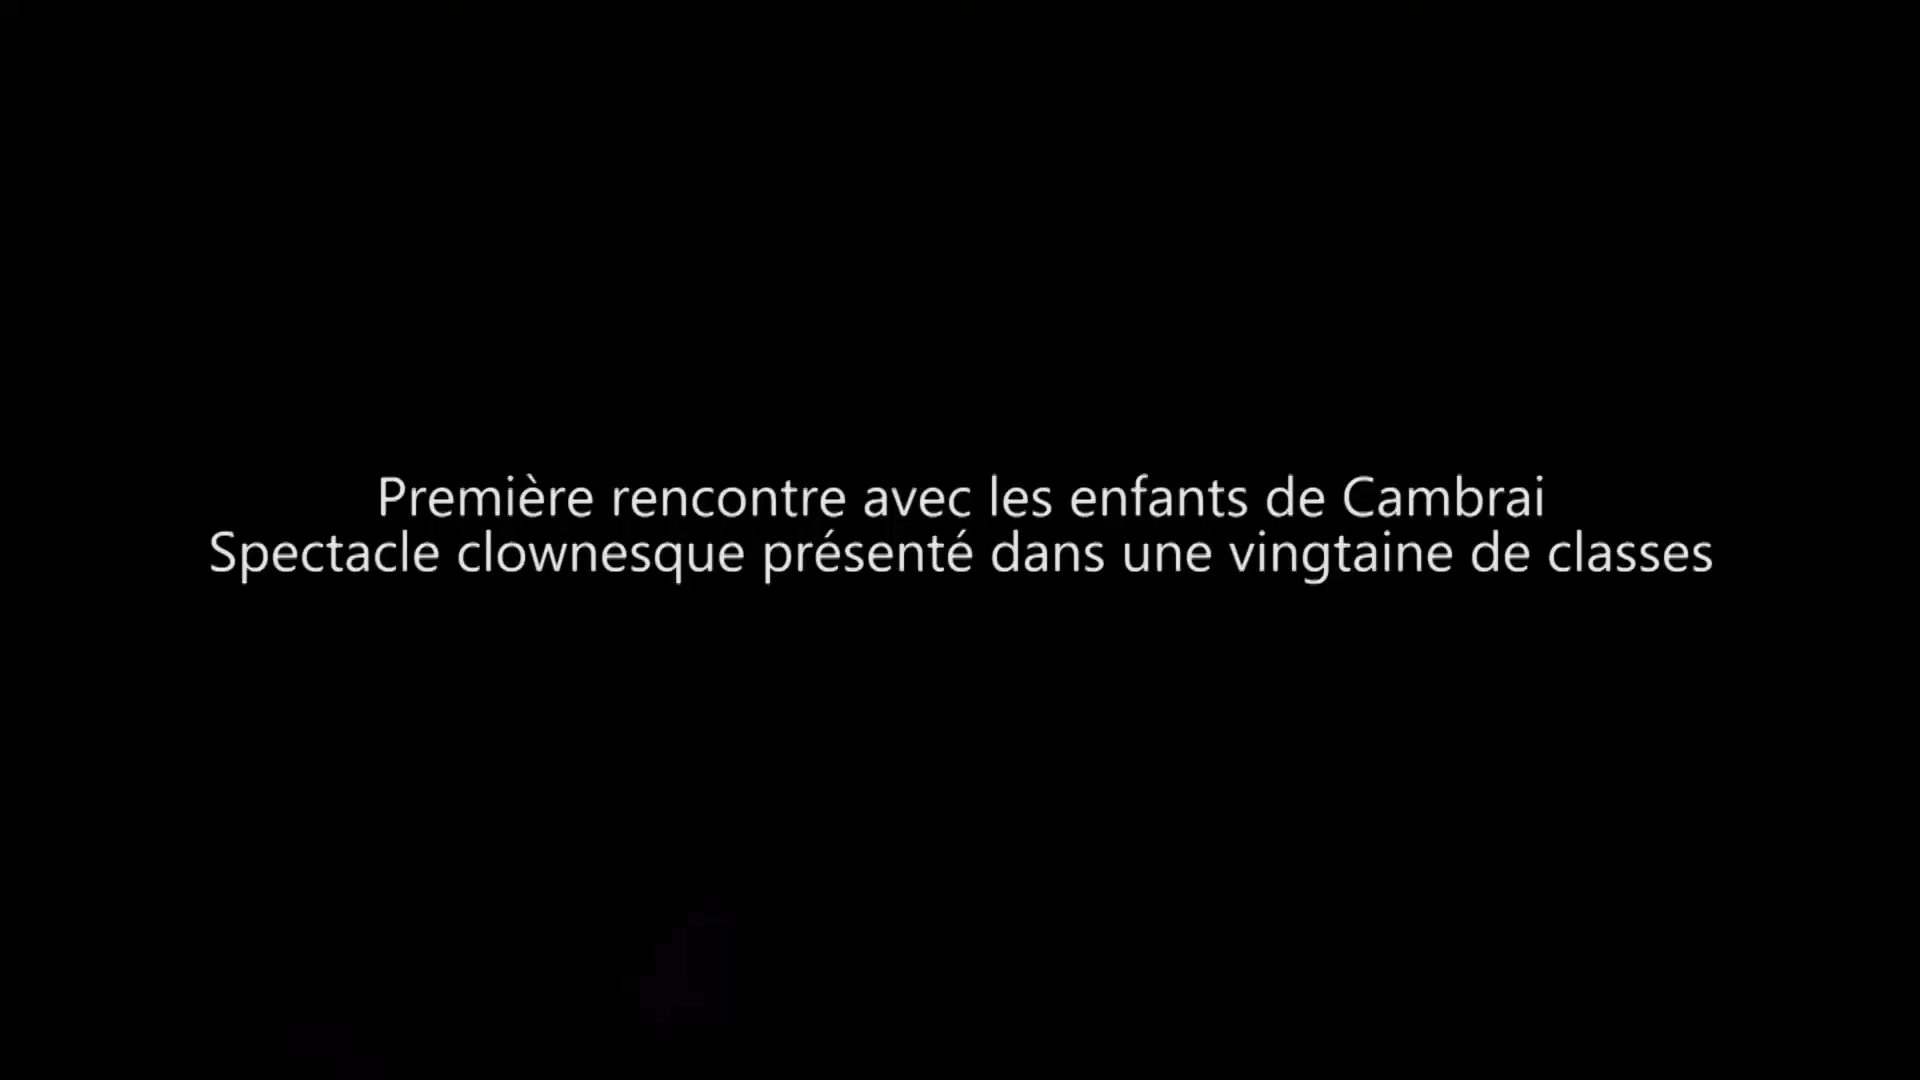 Première rencontre avec les enfants de Cambrai
Spectacle clownesque présenté dans une vingtaine de classes